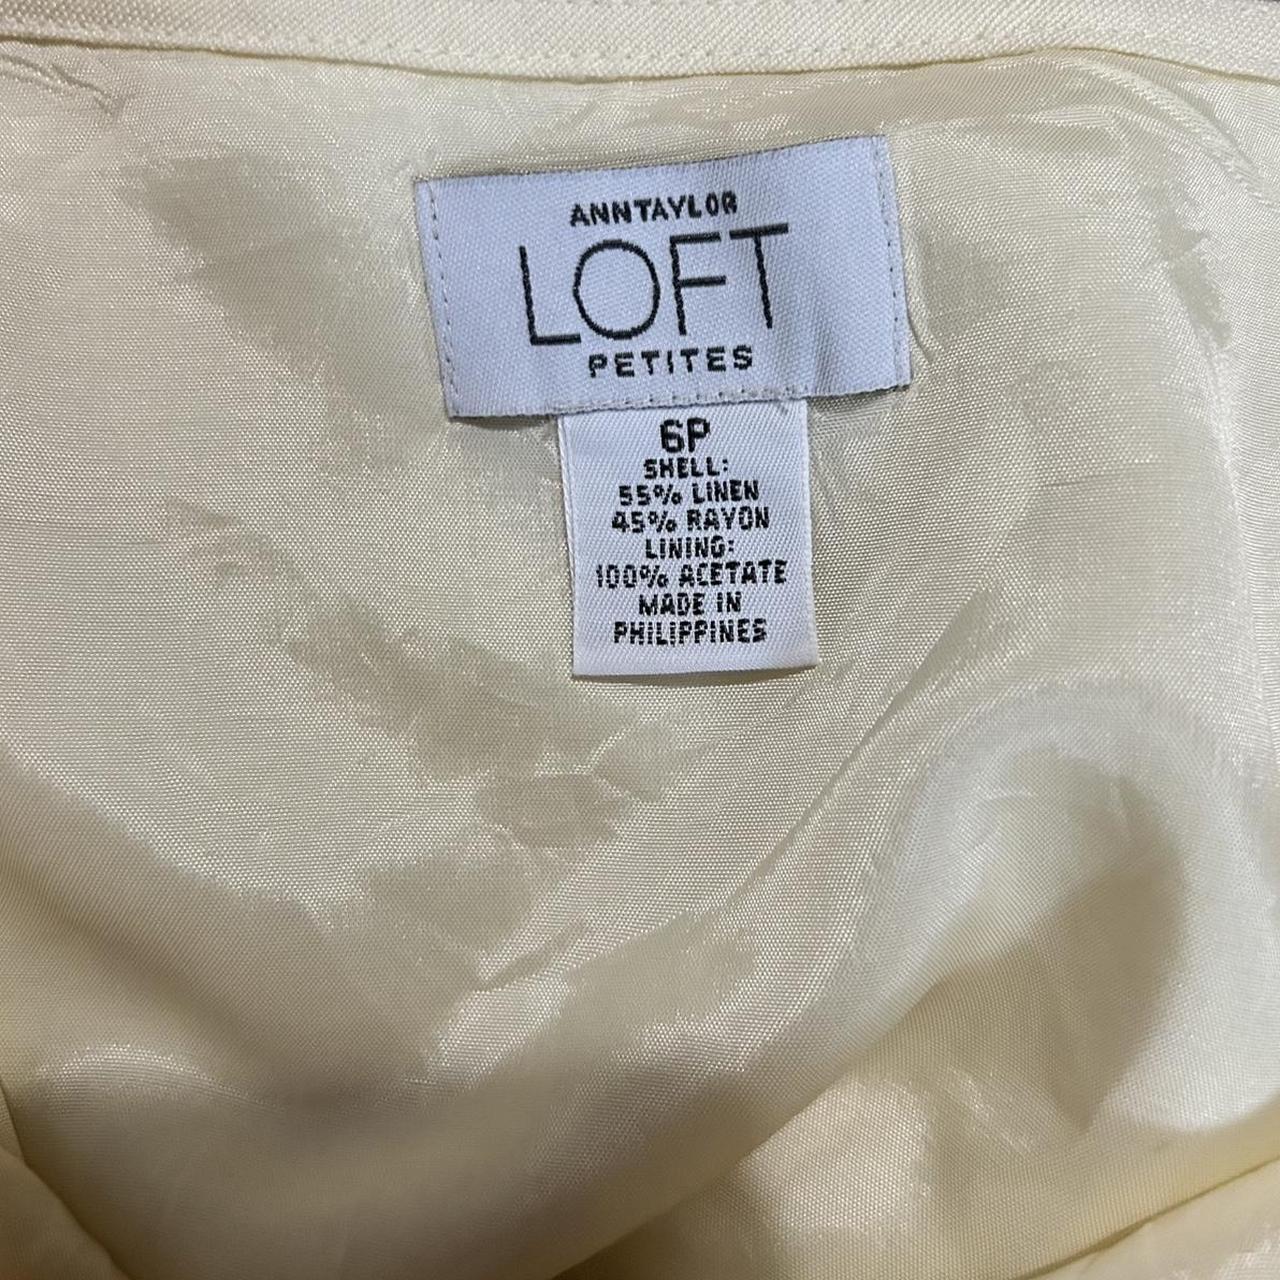 ANNTAYLOR
LOFT
PETITES
6P
SHELL:
55% LINEN
45% RAYON
LINING:
100% ACETATE
MADE IN
PHILIPPINES